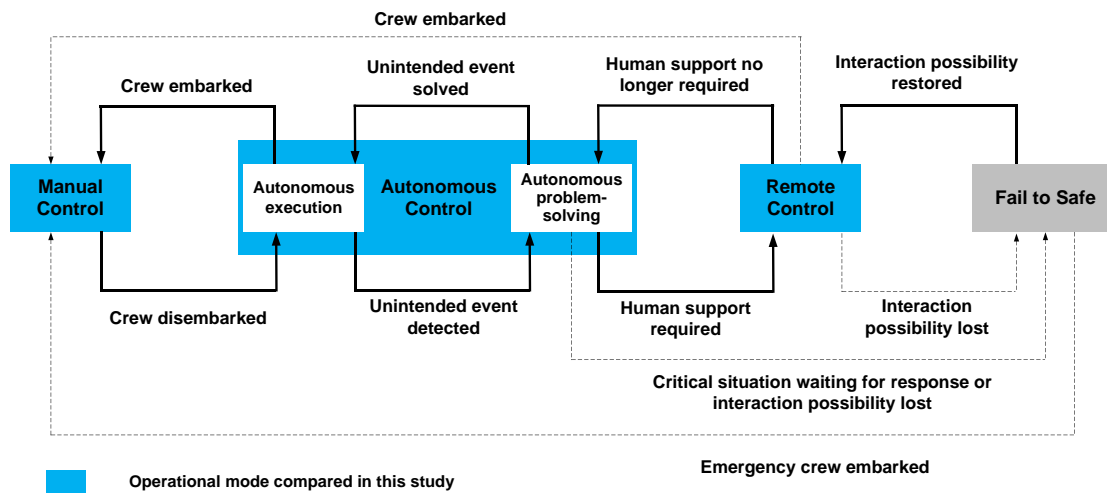 Crew embarked
Crew embarked
Unintended event
solved
Human support no
longer required
Interaction possibility
restored
Manual
Control
Autonomous
execution
Autonomous
Control
Autonomous
problem-
solving
Remote
Control
Fail to Safe
Crew disembarked
Unintended event
detected
Human support
required
Interaction
possibility lost
Critical situation waiting for response or
interaction possibility lost
Emergency crew embarked
Operational mode compared in this study